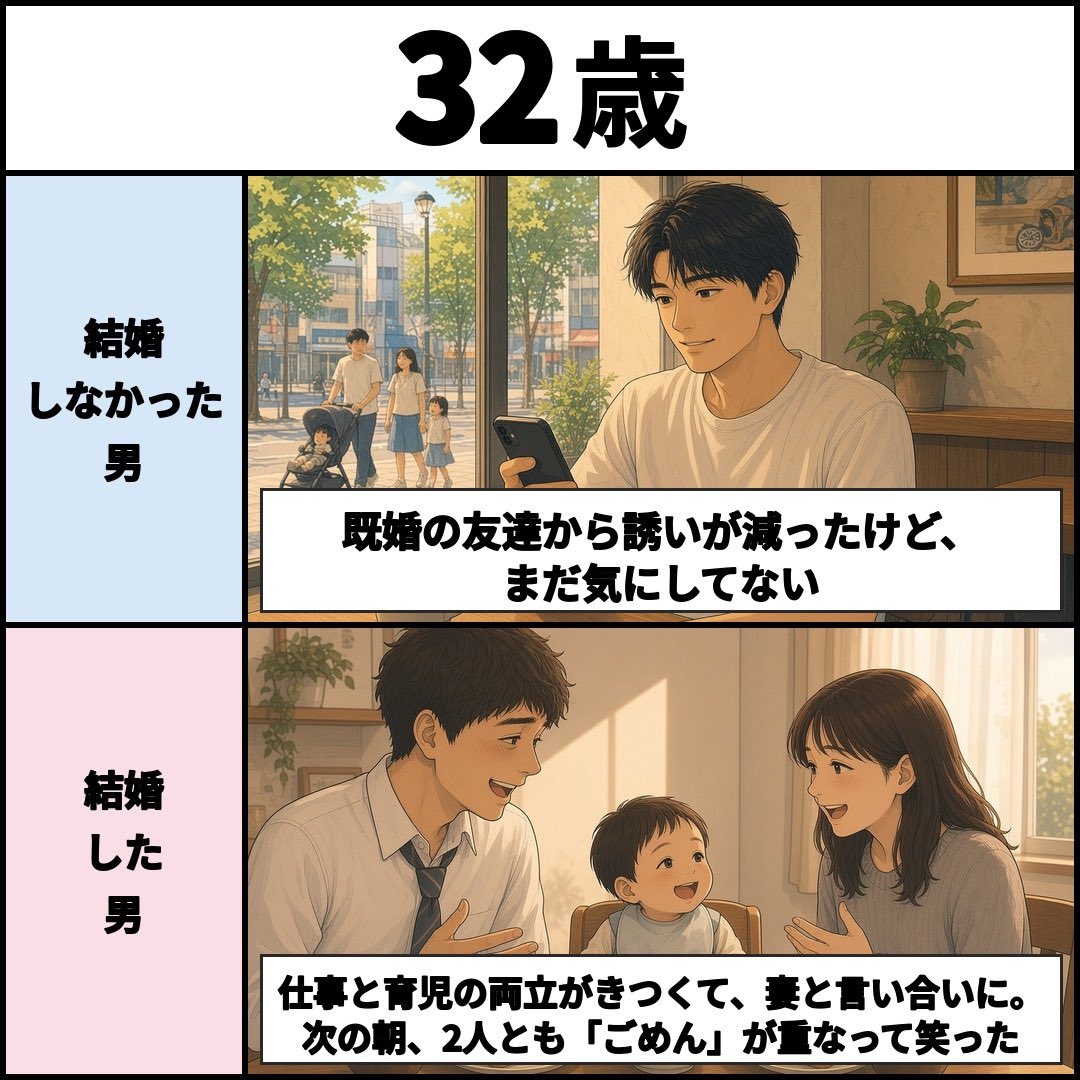 32歳
結婚
しなかった
男
既婚の友達から誘いが減ったけど、
まだ気にしてない
結婚
した
男
仕事と育児の両立がきつくて、妻と言い合いに。
次の朝、2人とも「ごめん」が重なって笑った